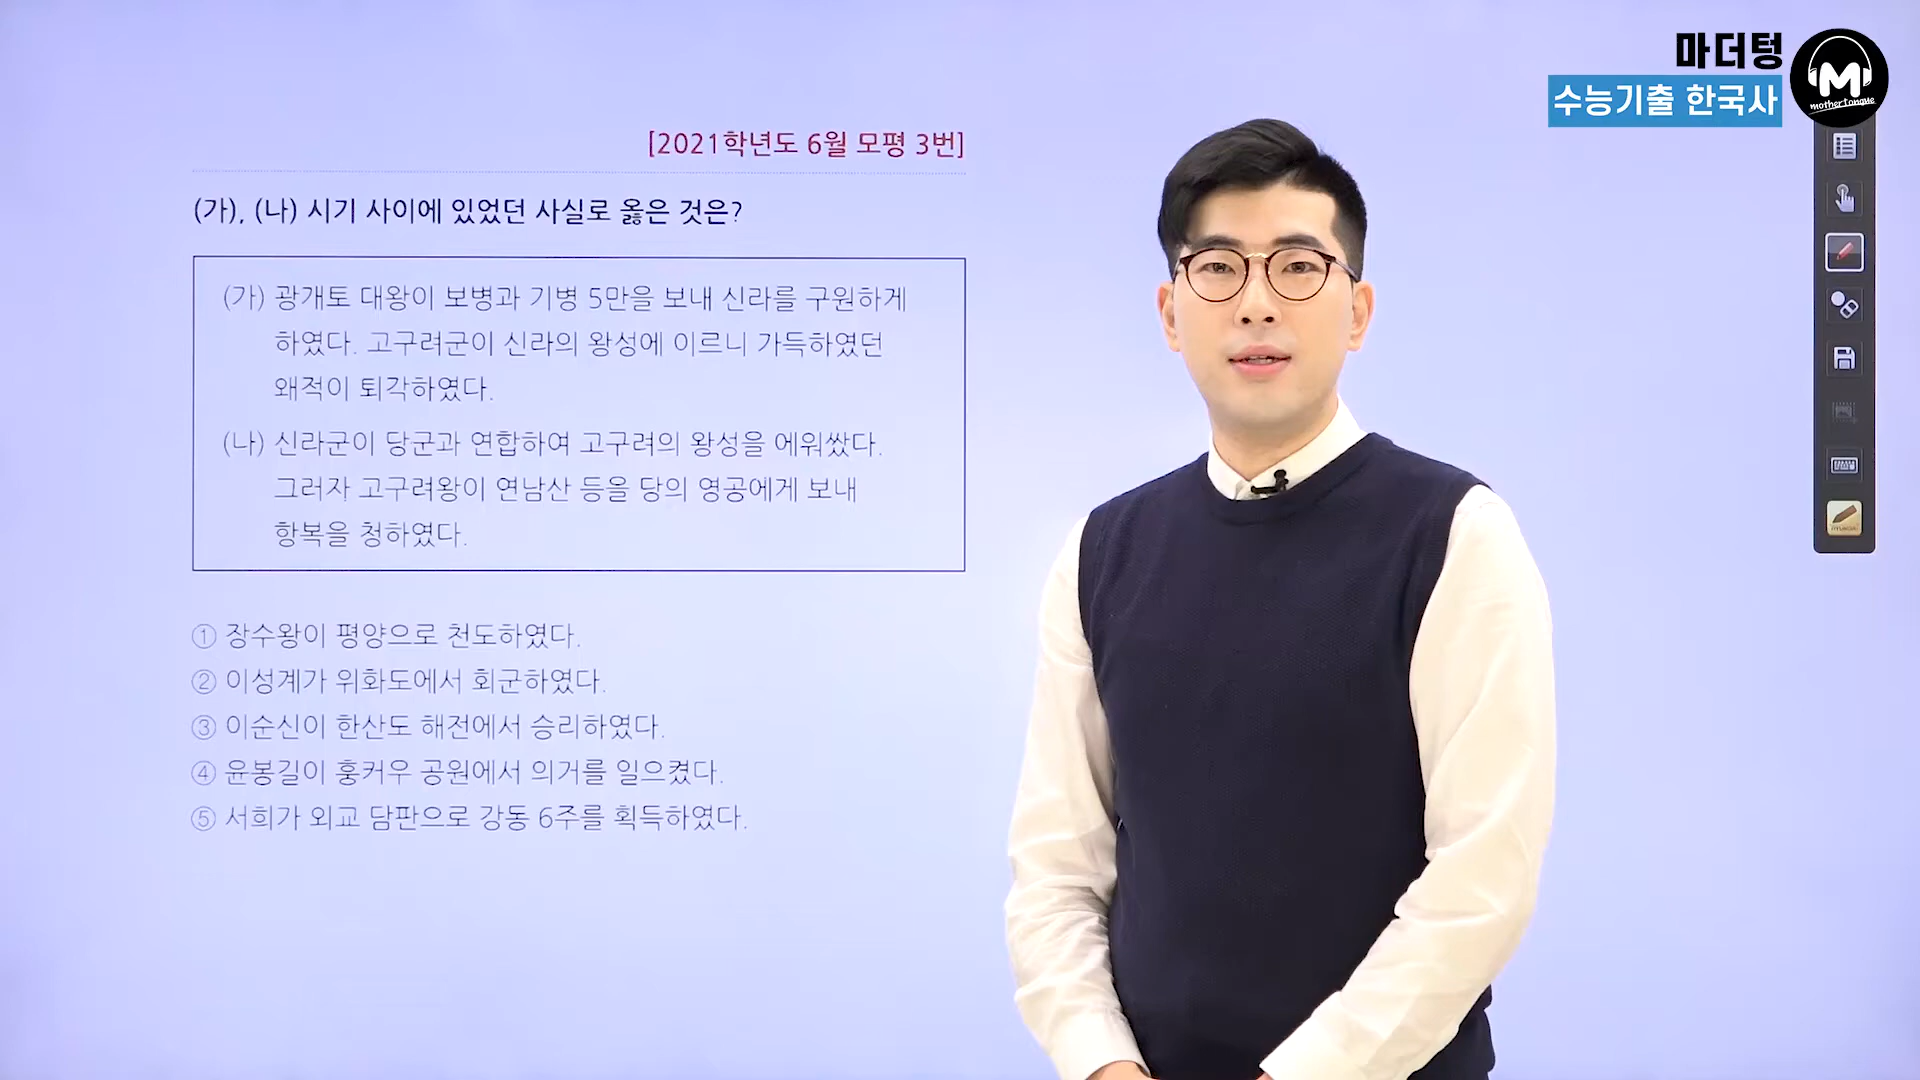 마더텅
수능기출 한국사
M
mothertongue
[2021학년도 6월 모평 3번]
(가), (나) 시기 사이에 있었던 사실로 옳은 것은?
(가) 광개토 대왕이 보병과 기병 5만을 보내 신라를 구원하게
하였다. 고구려군이 신라의 왕성에 이르니 가득하였던
왜적이 퇴각하였다.
(나) 신라군이 당군과 연합하여 고구려의 왕성을 에워쌌다.
그러자 고구려왕이 연남산 등을 당의 영공에게 보내
항복을 청하였다.
① 장수왕이 평양으로 천도하였다.
② 이성계가 위화도에서 회군하였다.
③ 이순신이 한산도 해전에서 승리하였다.
④ 윤봉길이 훙커우 공원에서 의거를 일으켰다.
⑤ 서희가 외교 담판으로 강동 6주를 획득하였다.